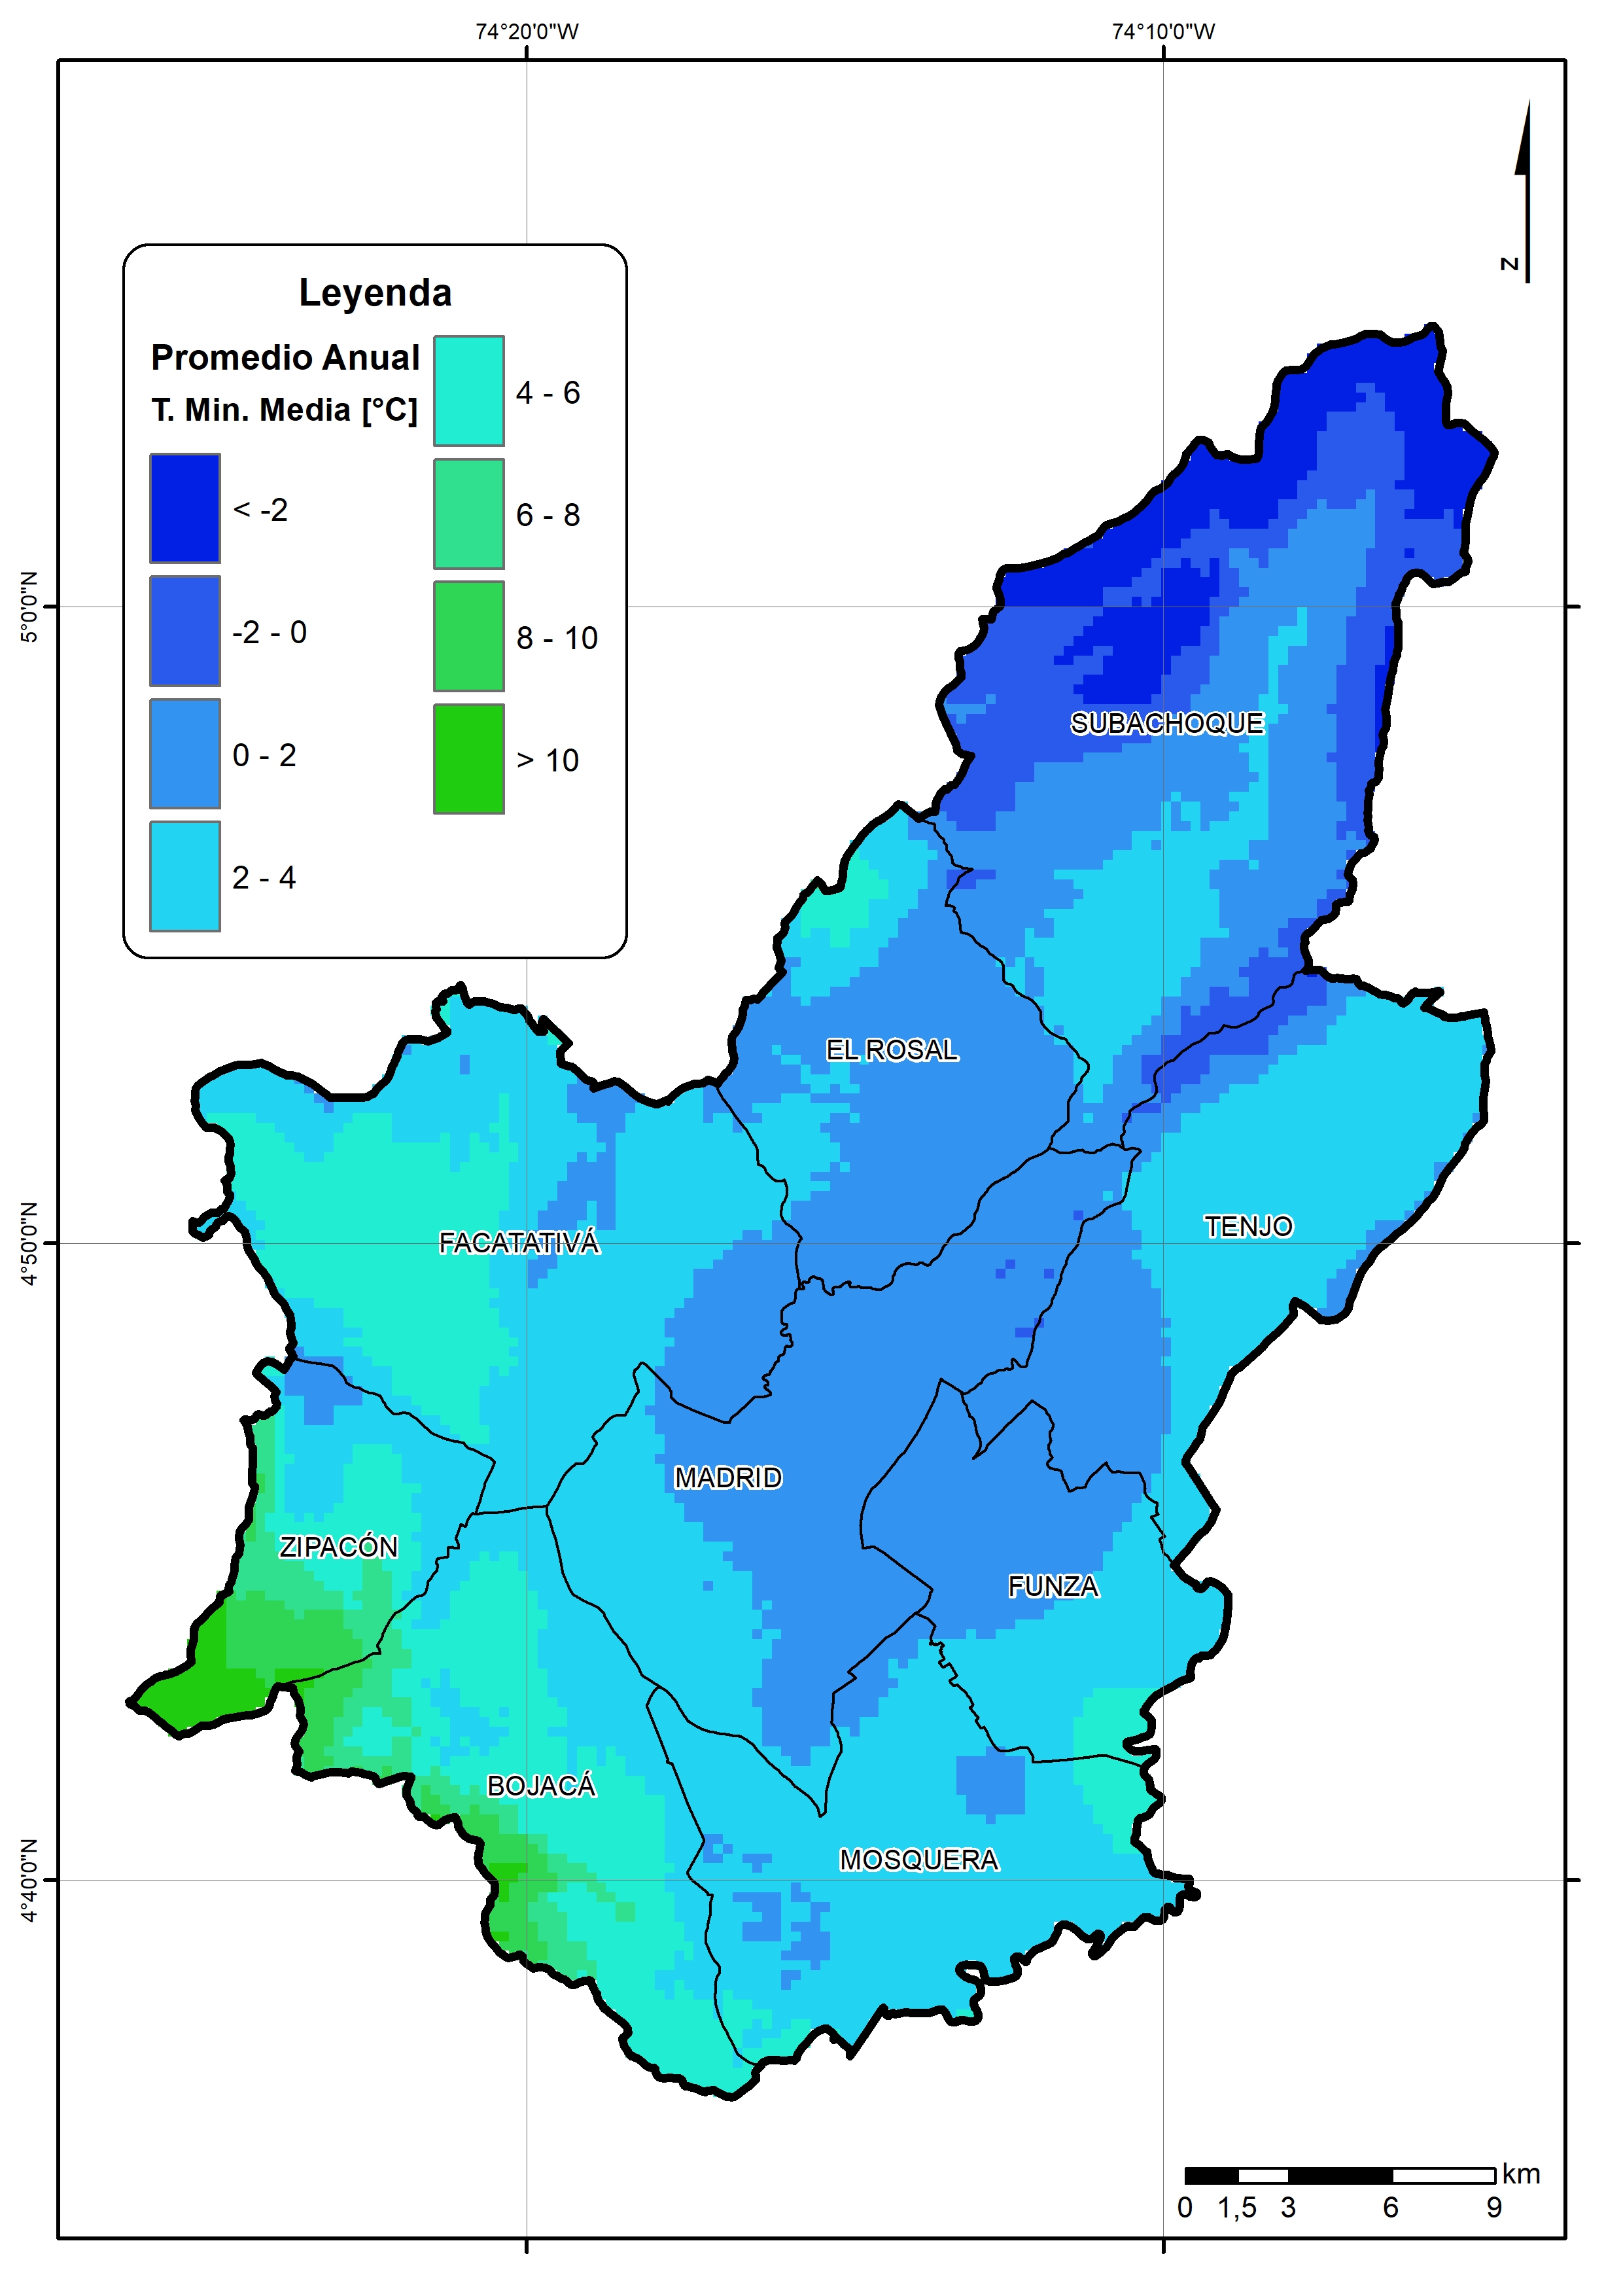 74°20'0"W
74°10'0"W
N
Leyenda
Promedio Anual
T. Min. Media [°C]
< -2
-2 - 0
0 - 2
2 - 4
4 - 6
6 - 8
8 - 10
> 10
5°0'0"N
4°50'0"N
4°40'0"N
SUBACHOQUE
EL ROSAL
TENJO
FACATATIVÁ
MADRID
ZIPACÓN
FUNZA
BOJACÁ
MOSQUERA
km
0 1,5 3 6 9